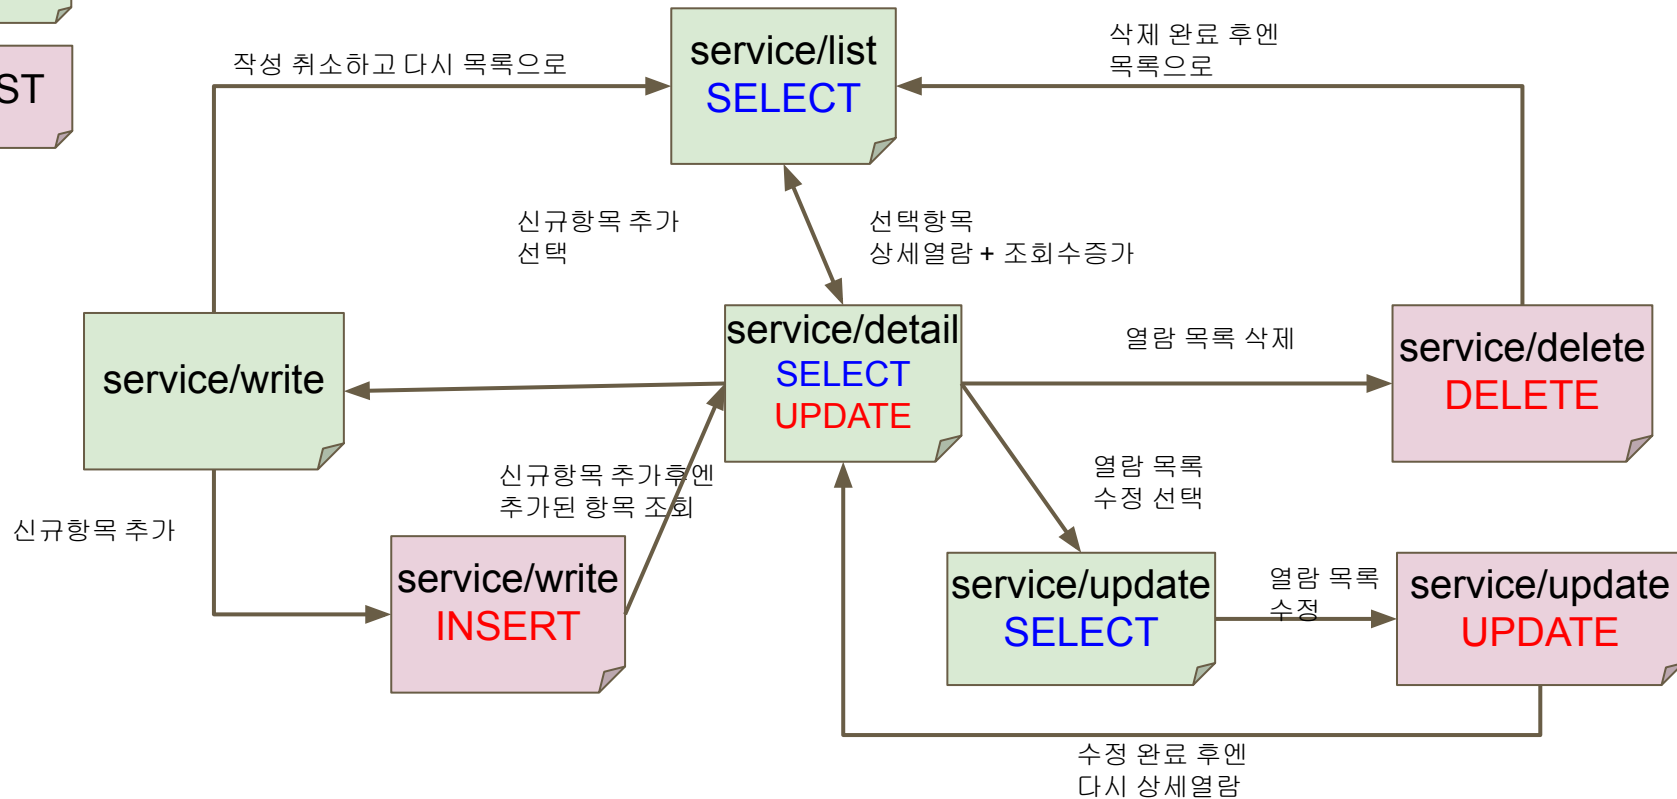 삭제 완료 후엔
목록으로
작성 취소하고 다시 목록으로
service/list
SELECT
ST
신규항목 추가
선택
선택항목
상세열람 + 조회수증가
service/detail
SELECT
UPDATE
열람 목록 삭제
service/delete
DELETE
service/write
신규항목 추가후엔
추가된 항목 조회
열람 목록
수정 선택
신규항목 추가
service/write
INSERT
service/update
SELECT
열람 목록
수정
service/update
UPDATE
수정 완료 후엔
다시 상세열람